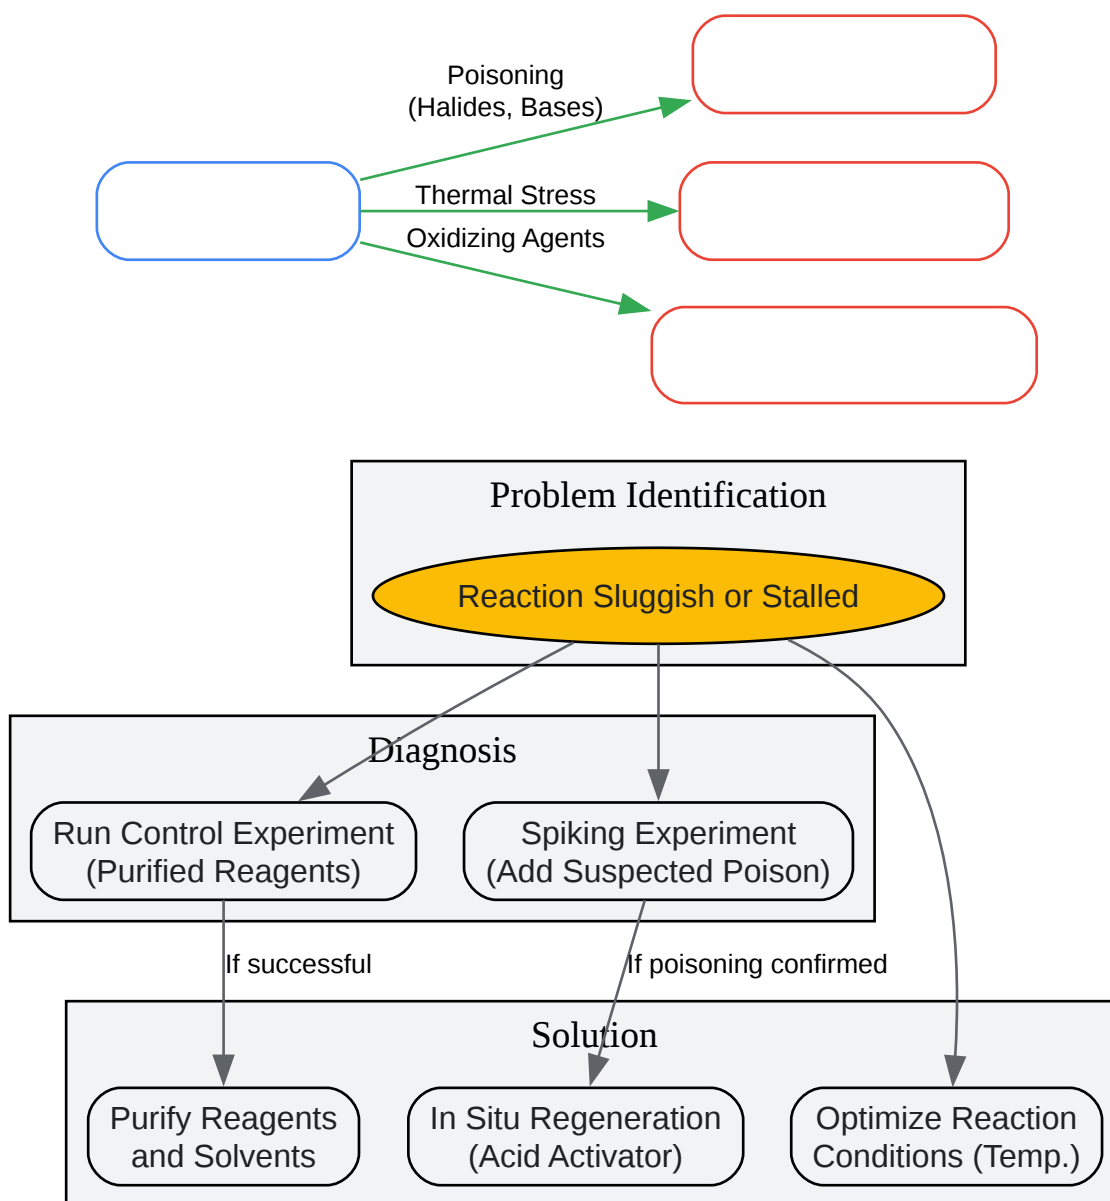 Poisoning
(Halides, Bases)
Thermal Stress
Oxidizing Agents
Problem Identification
Reaction Sluggish or Stalled
Diagnosis
Run Control Experiment
(Purified Reagents)
Spiking Experiment
(Add Suspected Poison)
If successful
If poisoning confirmed
Solution
Purify Reagents
and Solvents
In Situ Regeneration
(Acid Activator)
Optimize Reaction
Conditions (Temp.)